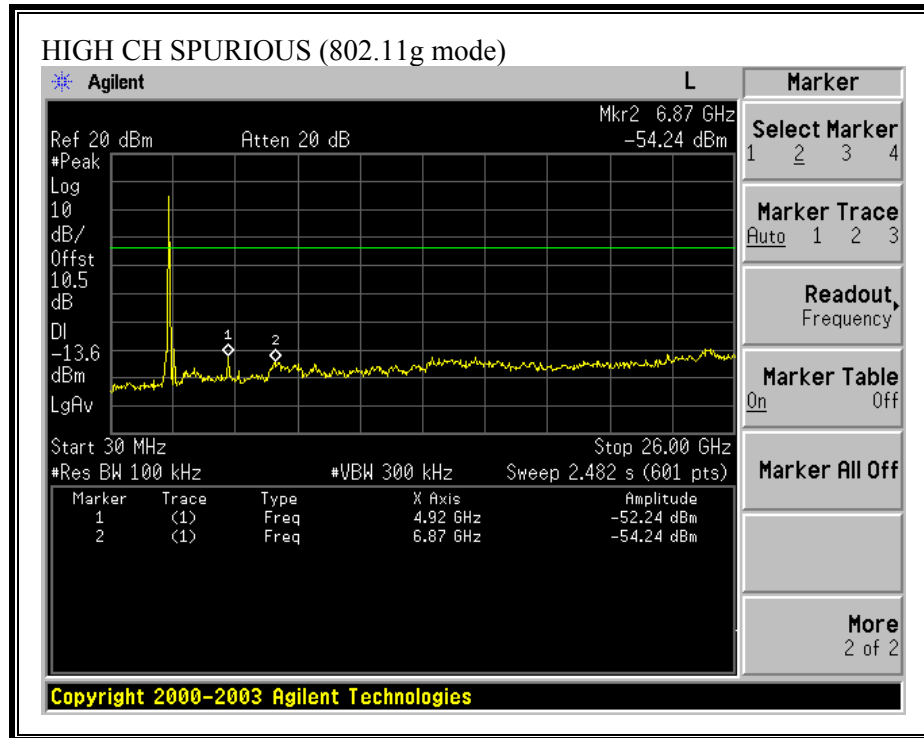 HIGH CH SPURIOUS (802.11g mode)
Agilent L Marker
Mkr2 6.87 GHz
Ref 20 dBm Atten 20 dB -54.24 dBm
Select Marker
1 2 3 4
#Peak
Log
10
dB/
Offst
10.5
dB
DI
-13.6
dBm
LgAv
1
2
Marker Trace
Auto 1 2 3
Readout
Frequency
Marker Table
On Off
Start 30 MHz Stop 26.00 GHz
#Res BW 100 kHz #VBW 300 kHz Sweep 2.482 s (601 pts)
Marker All Off
Marker Trace Type X Axis Amplitude
1 (1) Freq 4.92 GHz -52.24 dBm
2 (1) Freq 6.87 GHz -54.24 dBm
More
2 of 2
Copyright 2000-2003 Agilent Technologies